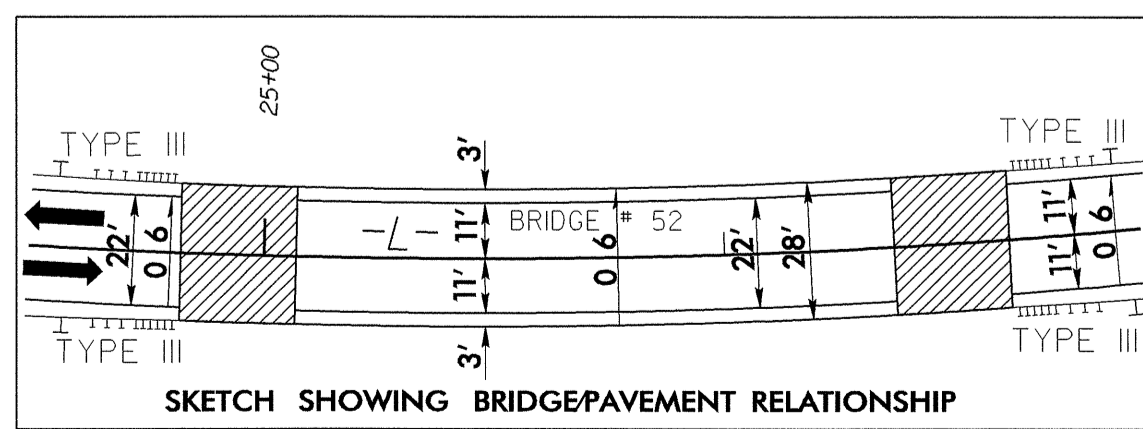 25+00
TYPE III
TYPE III
3'
22'
0 6
-L-
11'
BRIDGE # 52
0 6
22'
28'
11'
0 6
11'
11'
TYPE III
3'
TYPE III
SKETCH SHOWING BRIDGE/PAVEMENT RELATIONSHIP